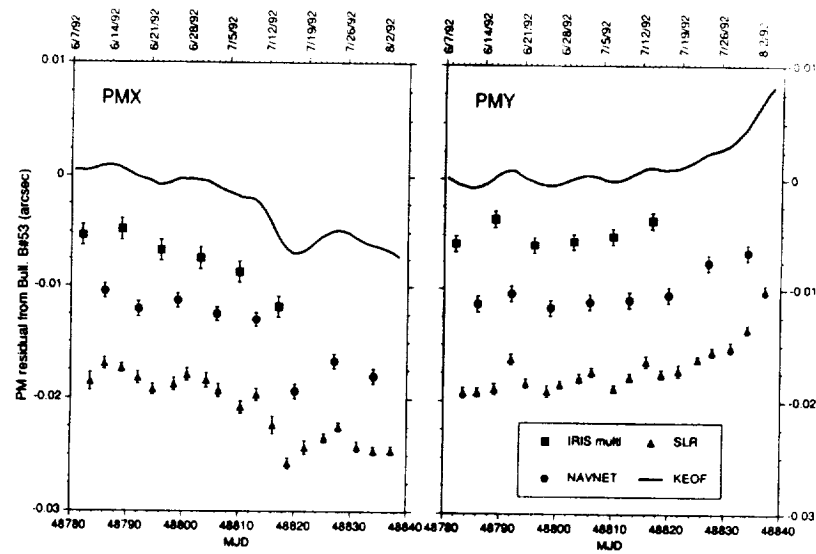 6/7/92 6/14/92 6/21/92 6/28/92 7/5/92 7/12/92 7/19/92 7/26/92 8/2/92
6/7/92 6/14/92 6/21/92 6/28/92 7/5/92 7/12/92 7/19/92 7/26/92
PMX
PMY
PM residual from Bull. B#53 (arcsec)
0.01
0
-0.01
-0.02
-0.03
0
-0.01
-0.02
-0.03
IRIS multi
SLR
NAVNET
KEOF
48780 48790 48800 48810 48820 48830 48840
48780 48790 48800 48810 48820 48830 48840
MJD
MJD